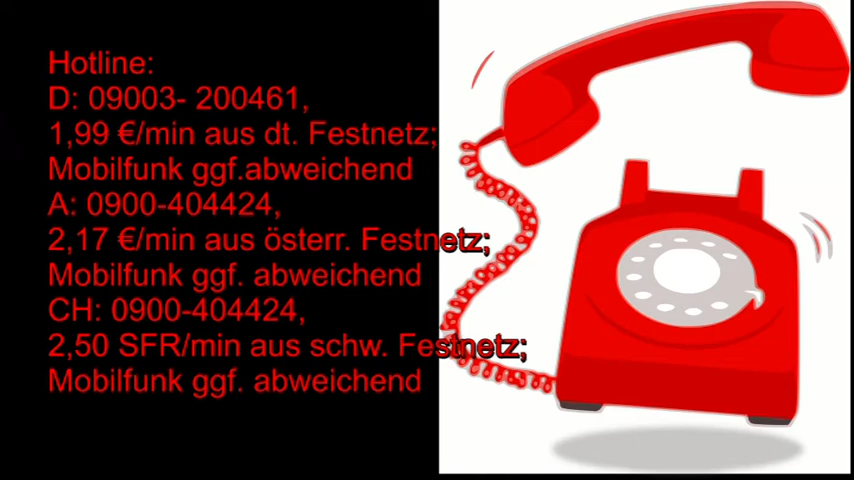 Hotline:
D: 09003- 200461,
1,99 €/min aus dt. Festnetz;
Mobilfunk ggf.abweichend
A: 0900-404424,
2,17 €/min aus österr. Festnetz;
Mobilfunk ggf. abweichend
CH: 0900-404424,
2,50 SFR/min aus schw. Festnetz;
Mobilfunk ggf. abweichend